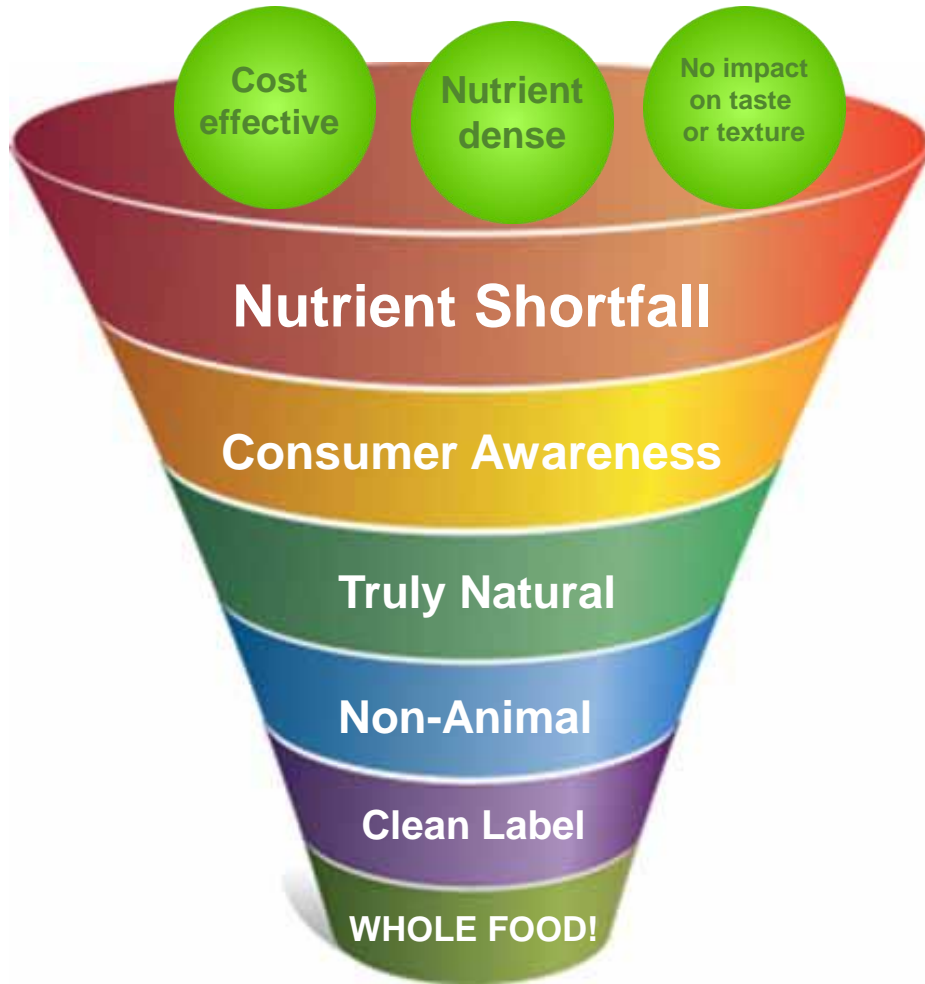 Cost
effective
Nutrient
dense
No impact
on taste
or texture
Nutrient Shortfall
Consumer Awareness
Truly Natural
Non-Animal
Clean Label
WHOLE FOOD!